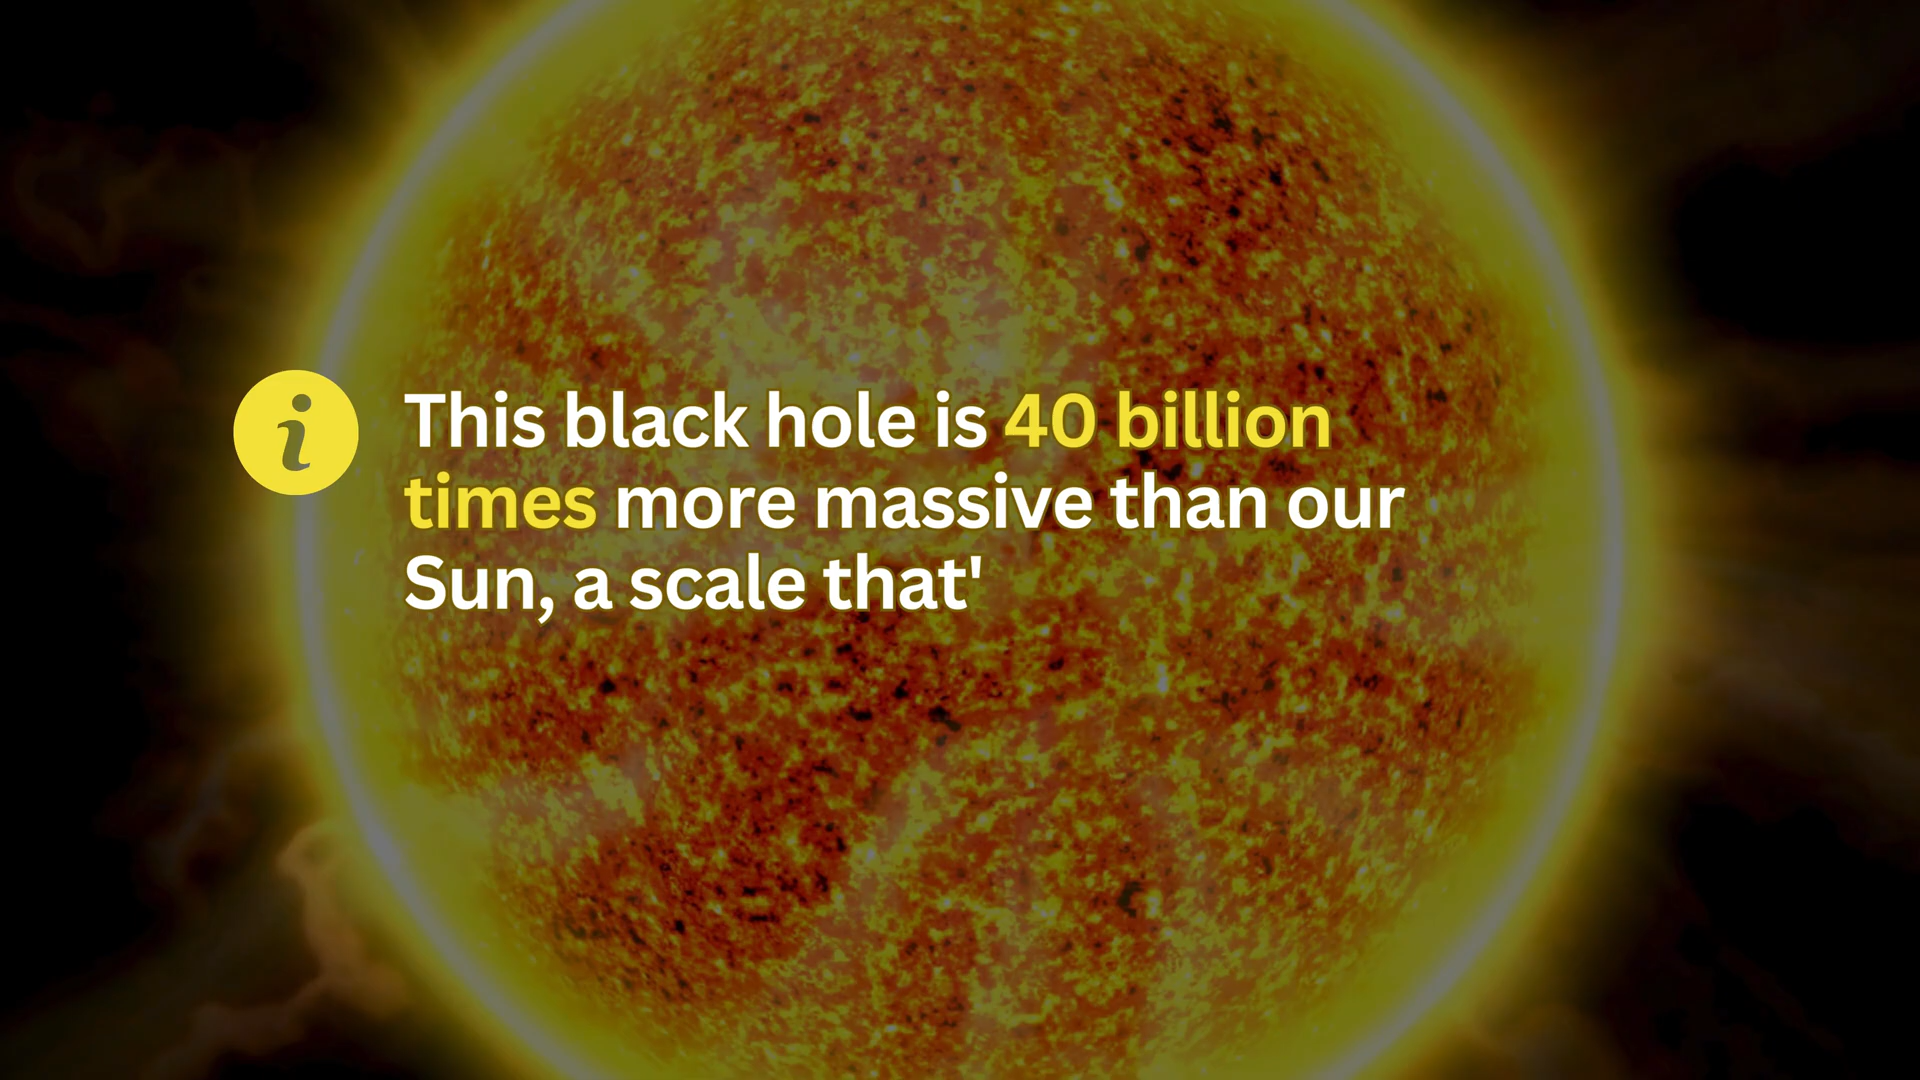 i
This black hole is 40 billion
times more massive than our
Sun, a scale that'